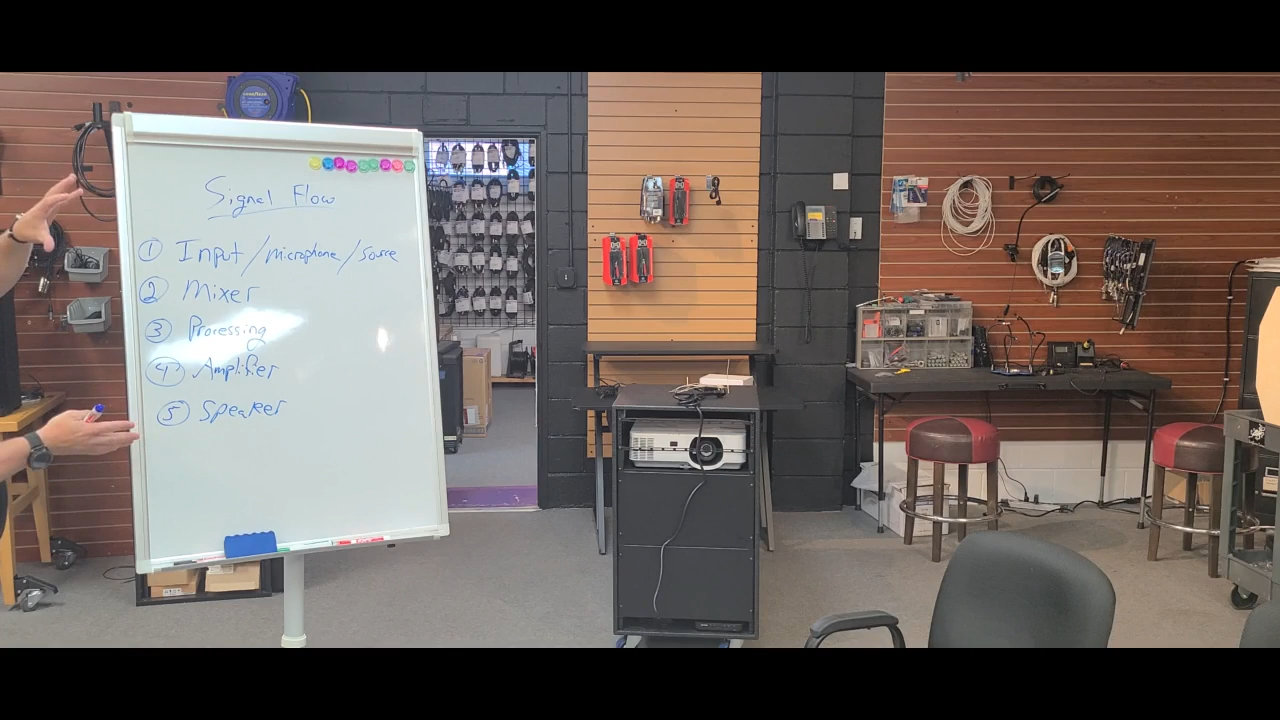 Signal Flow
① Input/microphone/source
② Mixer
③ Processing
④ Amplifier
⑤ Speaker